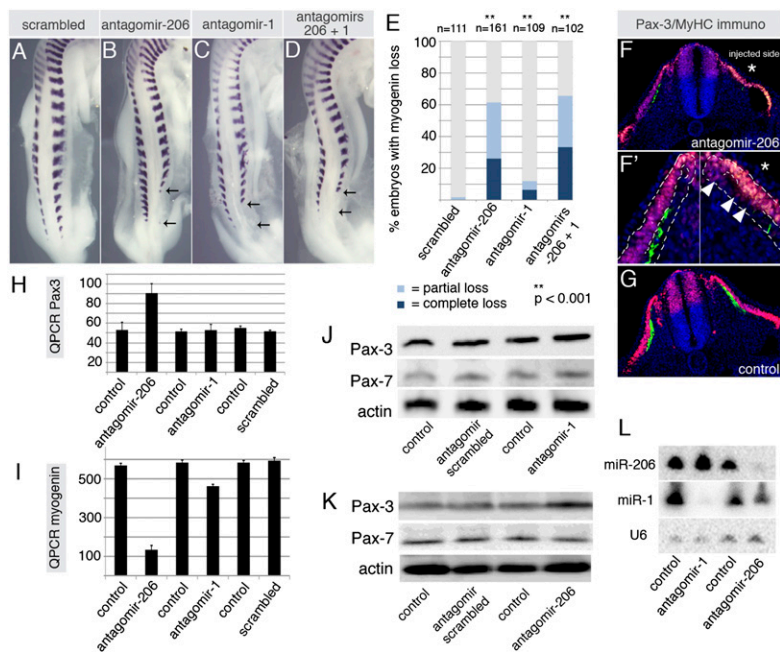 scrambled
antagomir-206
antagomir-1
antagomirs
206 + 1
A
B
C
D
E
** ** **
n=111 n=161 n=109 n=102
% embryos with myogenin loss
100
80
60
40
20
scrambled
antagomir-206
antagomir-1
antagomirs
-206 + 1
= partial loss
= complete loss
**
p < 0.001
Pax-3/MyHC immuno
F
injected side
*
antagomir-206
F'
*
G
control
H
QPCR Pax3
100
80
60
40
20
control
antagomir-206
control
antagomir-1
control
scrambled
I
QPCR myogenin
500
300
100
control
antagomir-206
control
antagomir-1
control
scrambled
J
Pax-3
Pax-7
actin
control
antagomir
scrambled
control
antagomir-1
K
Pax-3
Pax-7
actin
control
antagomir
scrambled
control
antagomir-206
L
miR-206
miR-1
U6
control
antagomir-1
control
antagomir-206